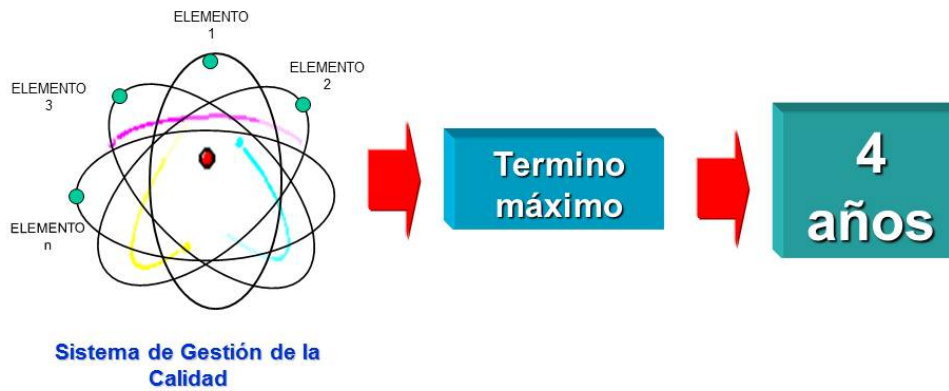 ELEMENTO
1
ELEMENTO
2
ELEMENTO
3
ELEMENTO
n
Sistema de Gestión de la
Calidad
Termino
máximo
4
años